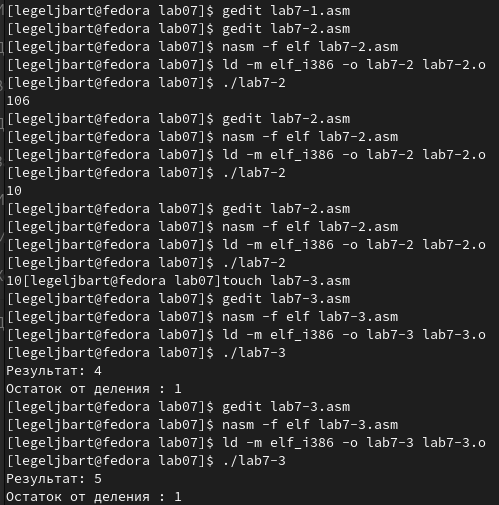 [legeljbart@fedora lab07]$ gedit lab7-1.asm
[legeljbart@fedora lab07]$ gedit lab7-2.asm
[legeljbart@fedora lab07]$ nasm -f elf lab7-2.asm
[legeljbart@fedora lab07]$ ld -m elf_i386 -o lab7-2 lab7-2.o
[legeljbart@fedora lab07]$ ./lab7-2
106
[legeljbart@fedora lab07]$ gedit lab7-2.asm
[legeljbart@fedora lab07]$ nasm -f elf lab7-2.asm
[legeljbart@fedora lab07]$ ld -m elf_i386 -o lab7-2 lab7-2.o
[legeljbart@fedora lab07]$ ./lab7-2
10
[legeljbart@fedora lab07]$ gedit lab7-2.asm
[legeljbart@fedora lab07]$ nasm -f elf lab7-2.asm
[legeljbart@fedora lab07]$ ld -m elf_i386 -o lab7-2 lab7-2.o
[legeljbart@fedora lab07]$ ./lab7-2
10[legeljbart@fedora lab07]touch lab7-3.asm
[legeljbart@fedora lab07]$ gedit lab7-3.asm
[legeljbart@fedora lab07]$ nasm -f elf lab7-3.asm
[legeljbart@fedora lab07]$ ld -m elf_i386 -o lab7-3 lab7-3.o
[legeljbart@fedora lab07]$ ./lab7-3
Результат: 4
Остаток от деления : 1
[legeljbart@fedora lab07]$ gedit lab7-3.asm
[legeljbart@fedora lab07]$ nasm -f elf lab7-3.asm
[legeljbart@fedora lab07]$ ld -m elf_i386 -o lab7-3 lab7-3.o
[legeljbart@fedora lab07]$ ./lab7-3
Результат: 5
Остаток от деления : 1